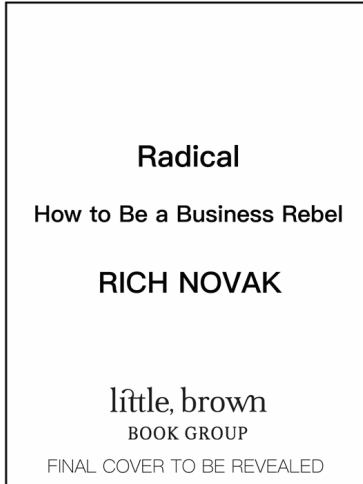 Radical
How to Be a Business Rebel
RICH NOVAK
little, brown
BOOK GROUP
FINAL COVER TO BE REVEALED